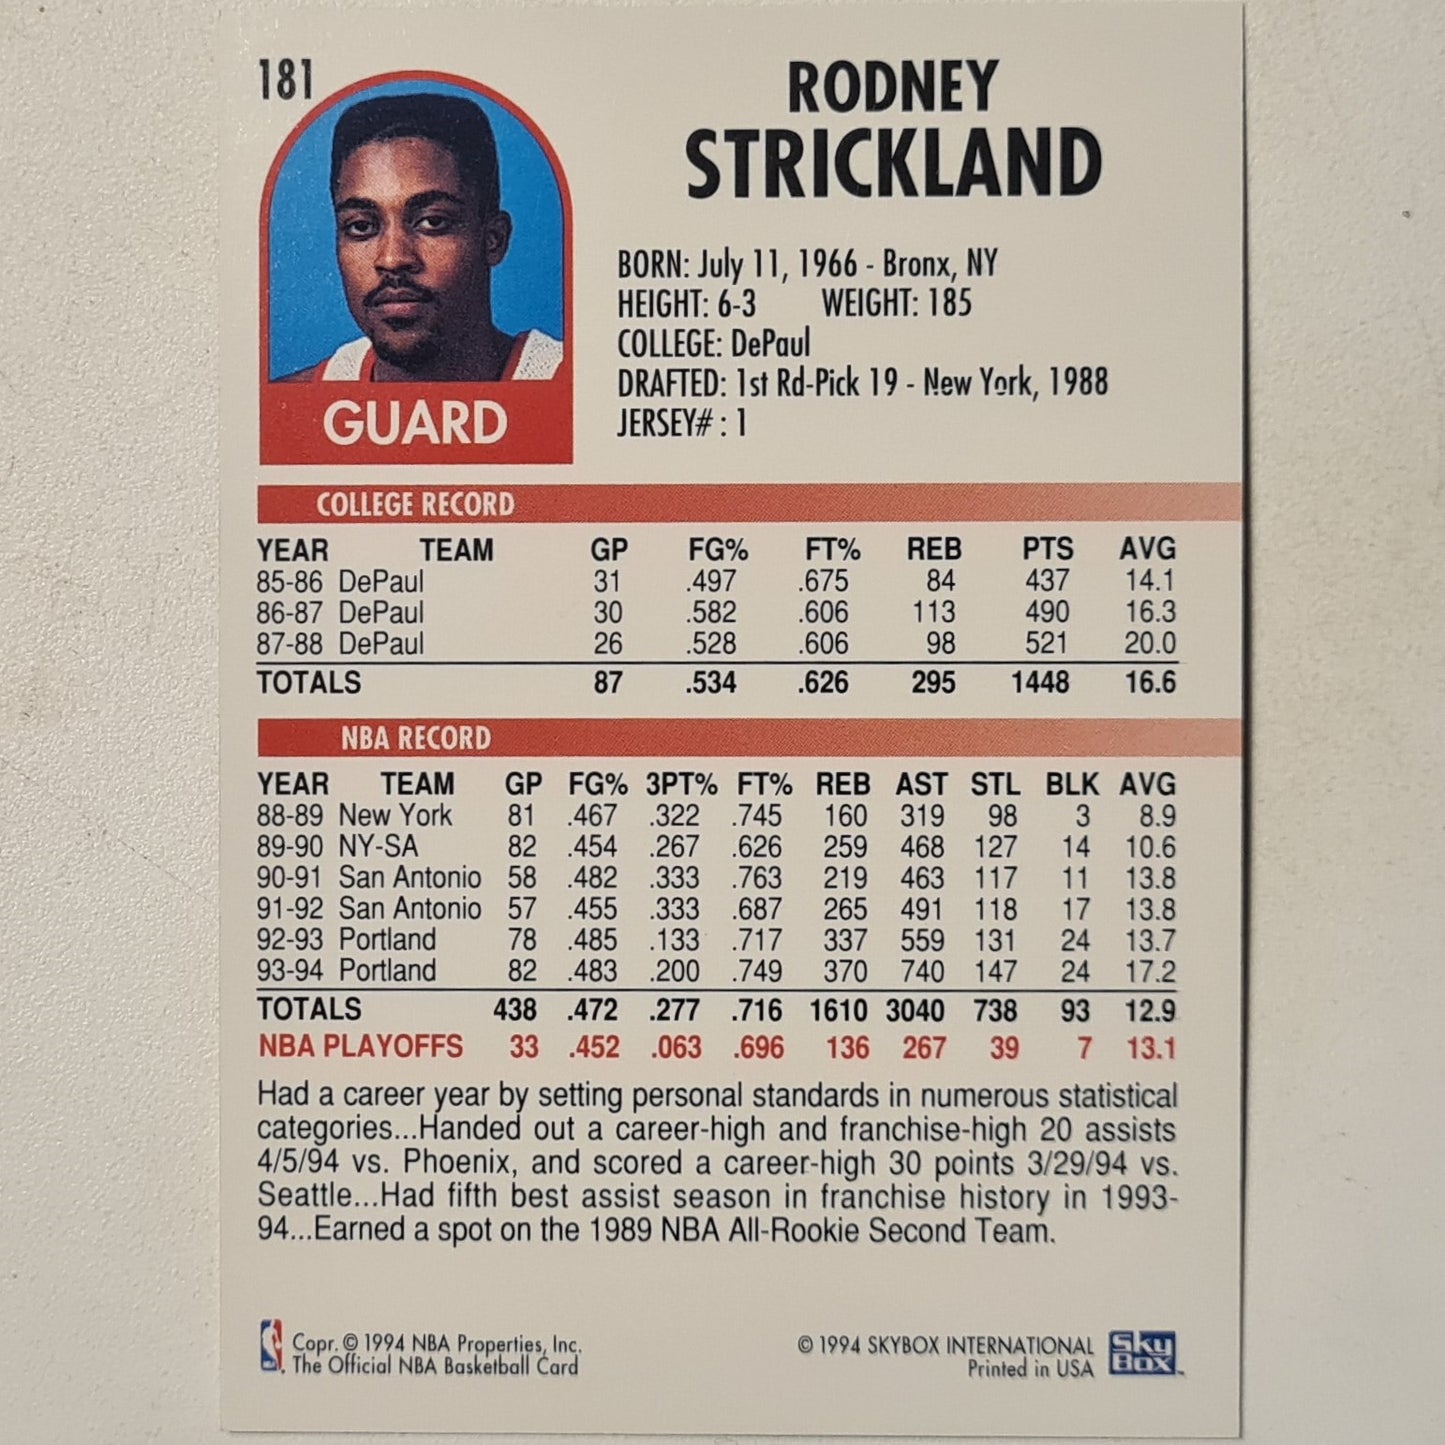 181
RODNEY
STRICKLAND
BORN: July 11, 1966 - Bronx, NY
HEIGHT: 6-3 WEIGHT: 185
COLLEGE: DePaul
DRAFTED: 1st Rd-Pick 19 - New York, 1988
JERSEY# : 1
GUARD
COLLEGE RECORD
YEAR TEAM GP FG% FT% REB PTS AVG
85-86 DePaul 31 .497 .675 84 437 14.1
86-87 DePaul 30 .582 .606 113 490 16.3
87-88 DePaul 26 .528 .606 98 521 20.0
TOTALS 87 .534 .626 295 1448 16.6
NBA RECORD
YEAR TEAM GP FG% 3PT% FT% REB AST STL BLK AVG
88-89 New York 81 .467 .322 .745 160 319 98 3 8.9
89-90 NY-SA 82 .454 .267 .626 259 468 127 14 10.6
90-91 San Antonio 58 .482 .333 .763 219 463 117 11 13.8
91-92 San Antonio 57 .455 .333 .687 265 491 118 17 13.8
92-93 Portland 78 .485 .133 .717 337 559 131 24 13.7
93-94 Portland 82 .483 .200 .749 370 740 147 24 17.2
TOTALS 438 .472 .277 .716 1610 3040 738 93 12.9
NBA PLAYOFFS 33 .452 .063 .696 136 267 39 7 13.1
Had a career year by setting personal standards in numerous statistical
categories...Handed out a career-high and franchise-high 20 assists
4/5/94 vs. Phoenix, and scored a career-high 30 points 3/29/94 vs.
Seattle...Had fifth best assist season in franchise history in 1993-
94...Earned a spot on the 1989 NBA All-Rookie Second Team.
Copr. © 1994 NBA Properties, Inc.
The Official NBA Basketball Card
© 1994 SKYBOX INTERNATIONAL
Printed in USA
Sky
Box™